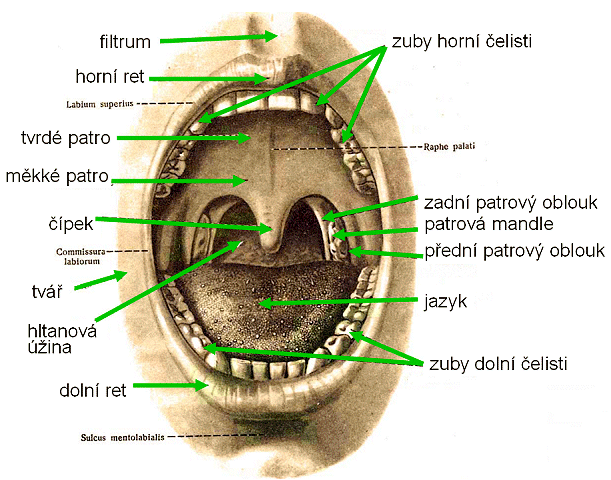 filtrum
zuby horní čelisti
horní ret
Labium superius
tvrdé patro
Raphe palati
měkké patro
zadní patrový oblouk
čípek
patrová mandle
přední patrový oblouk
Commissura
labiorum
tvář
jazyk
hltanová
úžina
zuby dolní čelisti
dolní ret
Sulcus mentolabialis